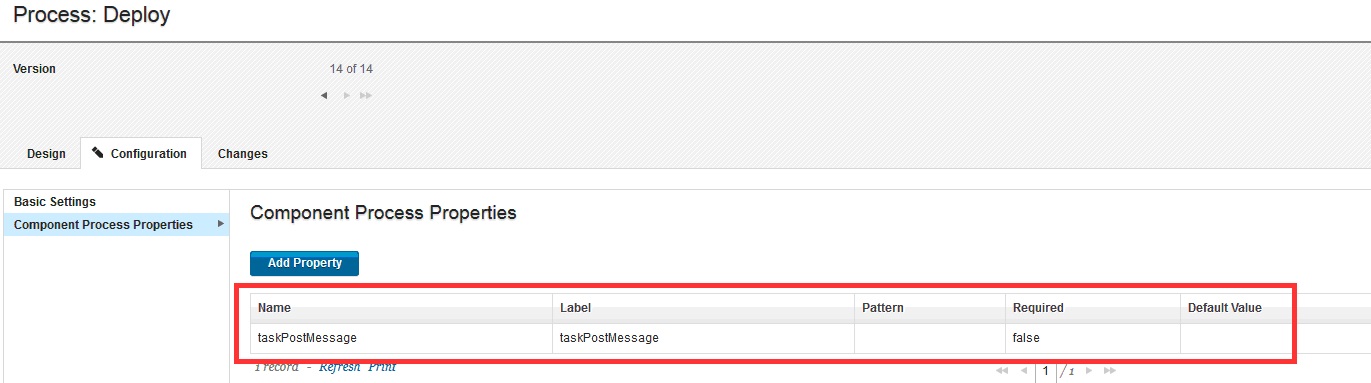 Process: Deploy
Version 14 of 14
Design Configuration Changes
Basic Settings
Component Process Properties
Component Process Properties
Add Property
Name Label Pattern Required Default Value
taskPostMessage taskPostMessage false
1 record - Refresh Print 1 / 1